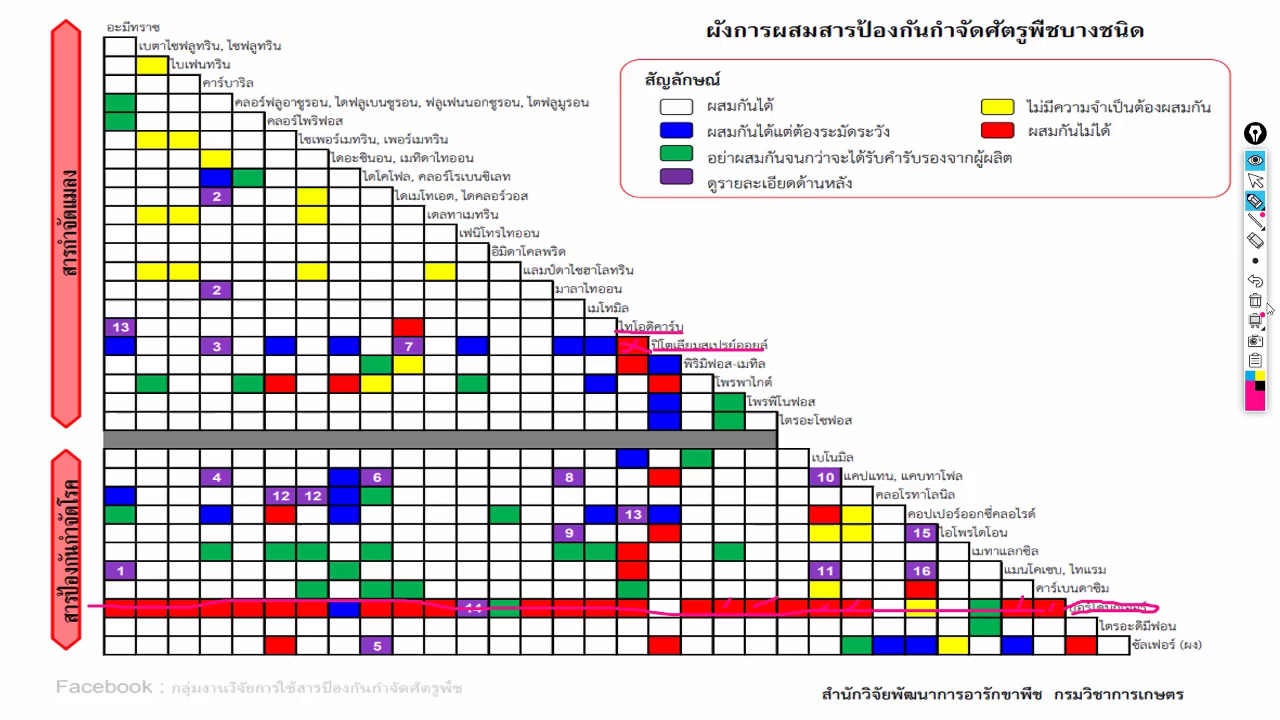 อะมีทราช
ผังการผสมสารป้องกันกำจัดศัตรูพืชบางชนิด
เบตาไซฟลูทริน, ไซฟลูทริน
ไบเฟนทริน
คาร์บาริล
คลอร์ฟลูอาซูรอน, ไดฟลูเบนซูรอน, ฟลูเฟนนอกซูรอน, ไตฟลูมูรอน
คลอร์ไพริฟอส
ไซเพอร์เมทริน, เพอร์เมทริน
ไดอะซินอน, เมทิดาไทออน
ไดโคโฟล, คลอร์โรเบนซิเลท
2 ไดเมโทเอต, ไดคลอร์วอส
เดลทาเมทริน
เฟนิโทรไทออน
อิมิดาโคลพริด
แลมป์ดาไซฮาโลทริน
2 มาลาไทออน
เมโทมิล
13 ไทโอดิคาร์บ
3 7 ปิโตเลียมสเปรย์ออยล์
พิริมิฟอส-เมทิล
โพรพาไกต์
โพรฟีโนฟอส
ไตรอะโซฟอส
สัญลักษณ์
ผสมกันได้
ผสมกันได้แต่ต้องระมัดระวัง
อย่าผสมกันจนกว่าจะได้รับคำรับรองจากผู้ผลิต
ดูรายละเอียดด้านหลัง
ไม่มีความจำเป็นต้องผสมกัน
ผสมกันไม่ได้
สารกำจัดแมลง
เบโนมิล
4 6 8 10 แคปแทน, แคบทาโฟล
12 12 คลอโรทาโลนิล
13 คอปเปอร์ออกซี่คลอไรด์
9 15 ไอโพรไดโอน
เมทาแลกซิล
1 11 16 แมนโคเซบ, ไทแรม
คาร์เบนดาซิม
14
ไตรอะดิมีฟอน
5 ซัลเฟอร์ (ผง)
สารป้องกันกำจัดโรค
Facebook : กลุ่มงานวิจัยการใช้สารป้องกันกำจัดศัตรูพืช
สำนักวิจัยพัฒนาการอารักขาพืช กรมวิชาการเกษตร